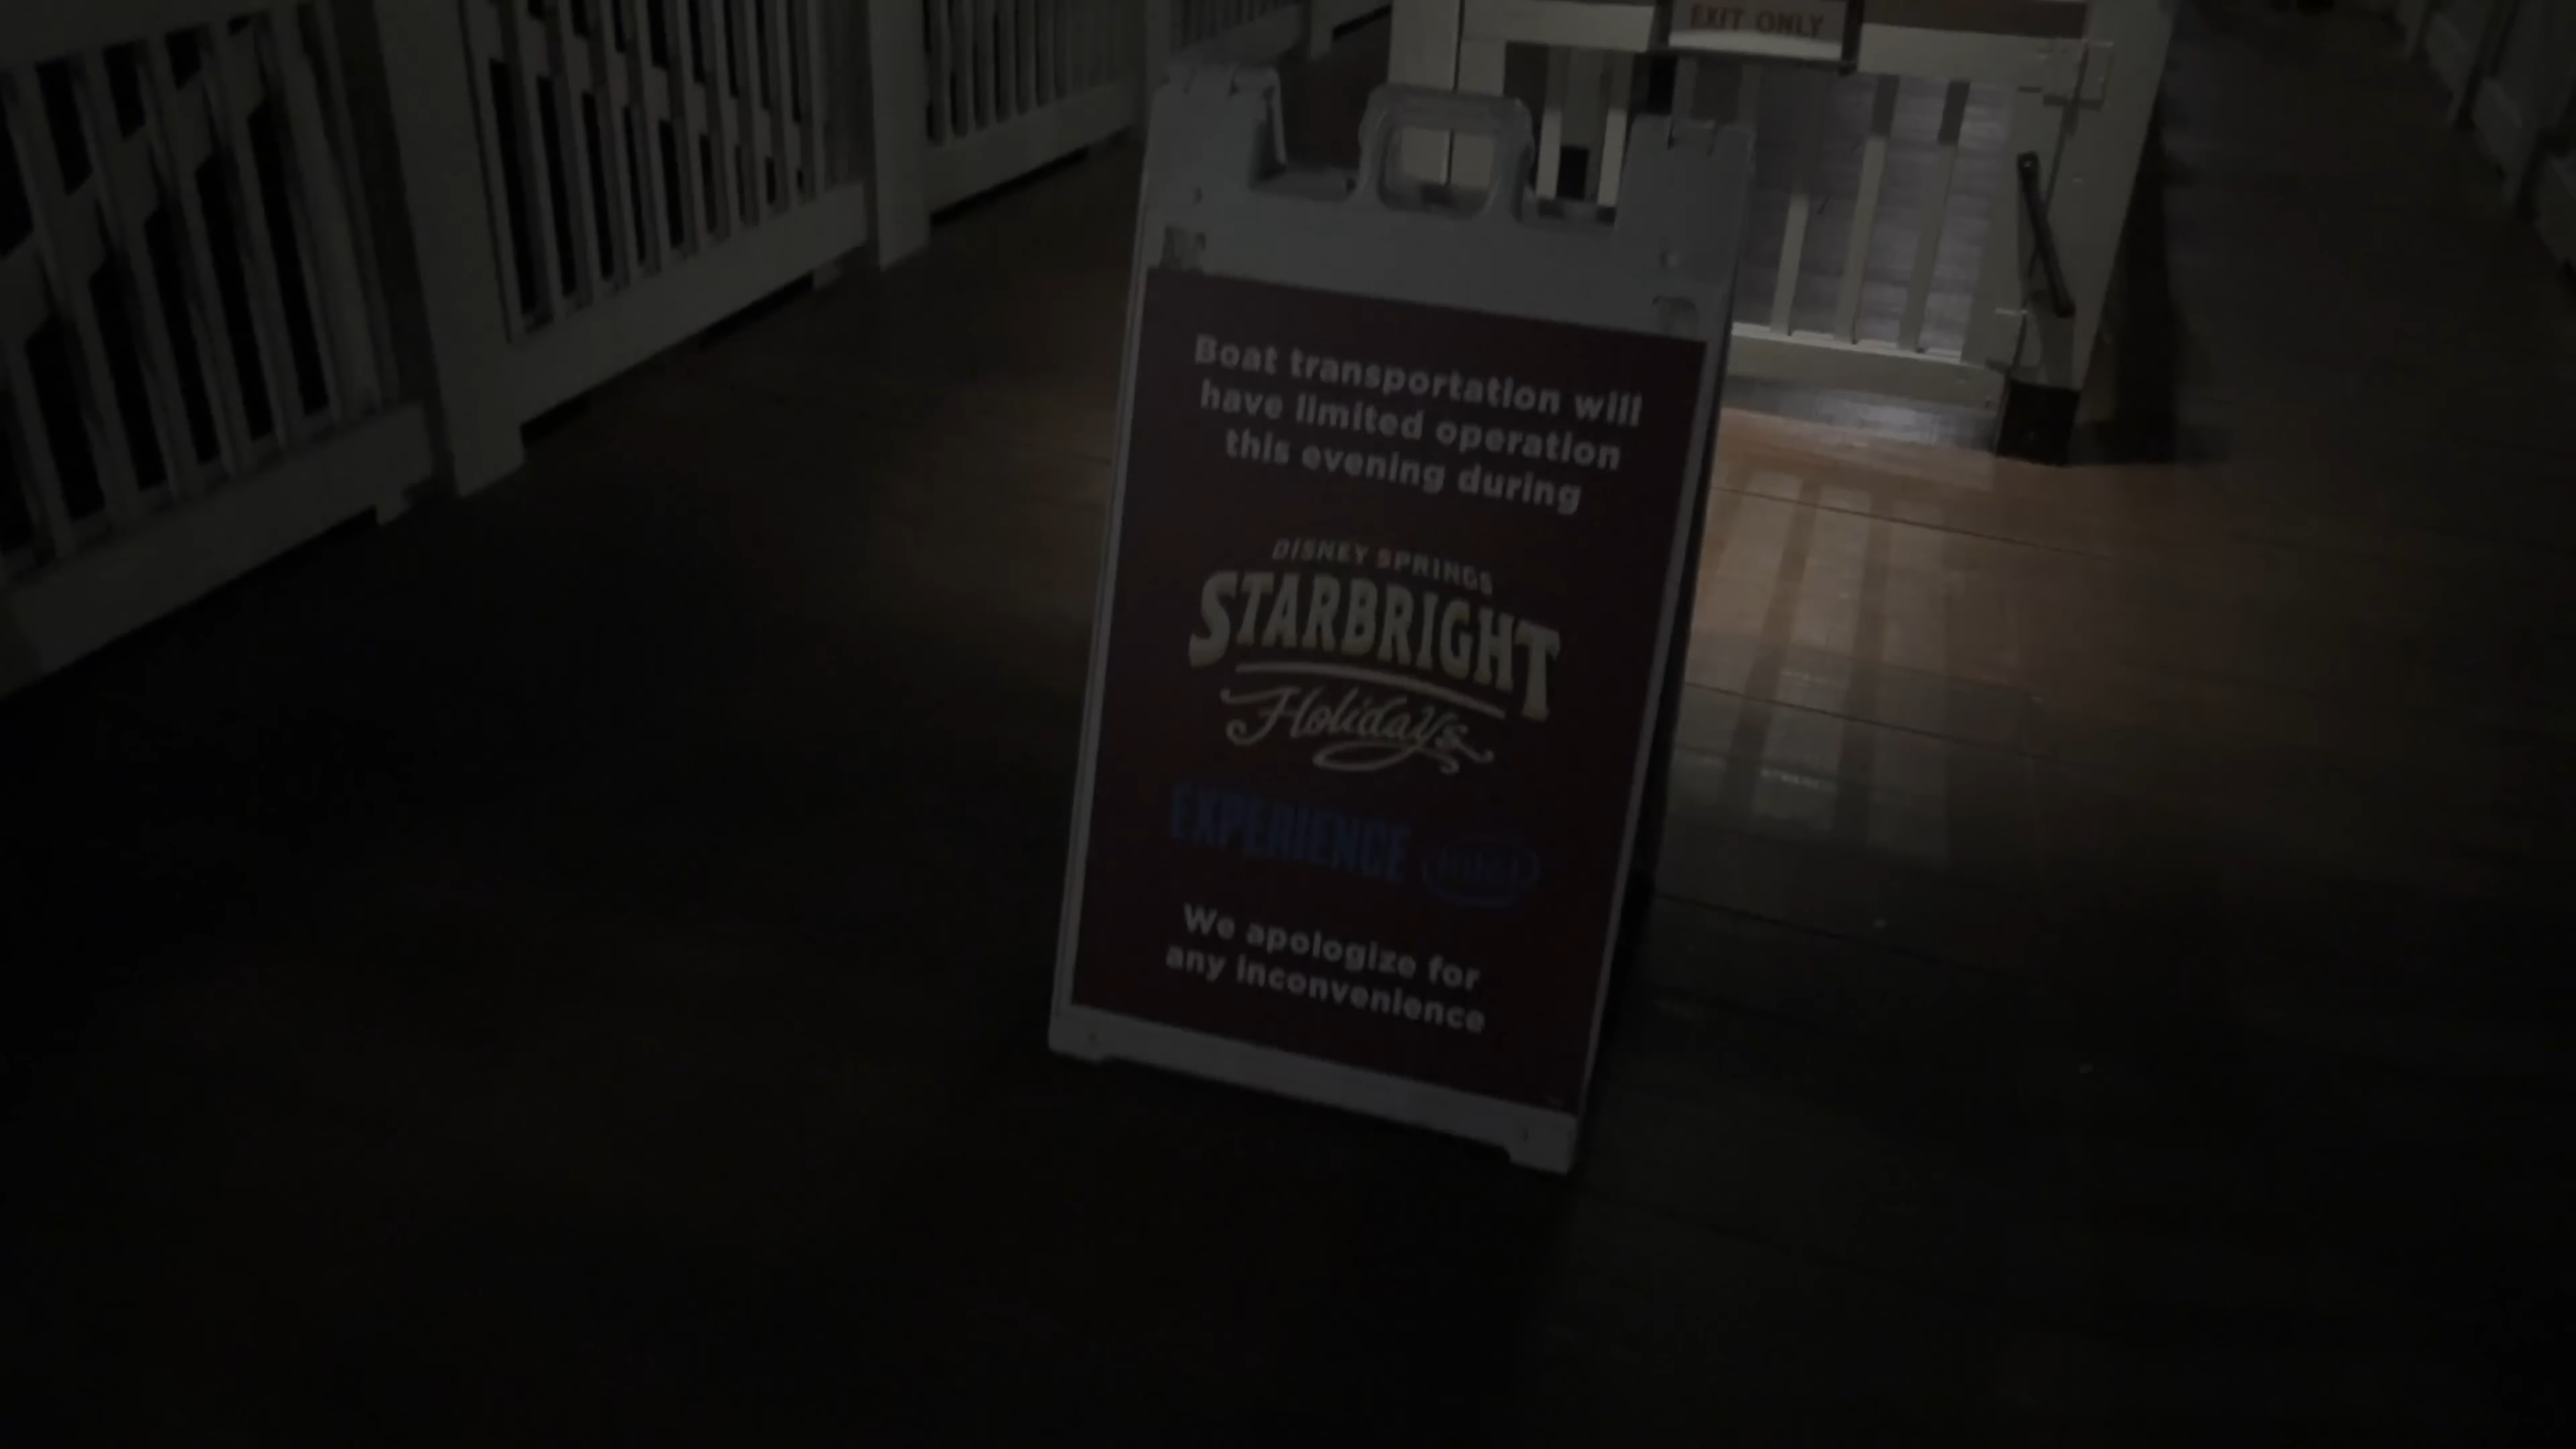 EXIT ONLY
Boat transportation will
have limited operation
this evening during
DISNEY SPRINGS
STARBRIGHT
Holidays
EXPERIENCE intel
We apologize for
any inconvenience